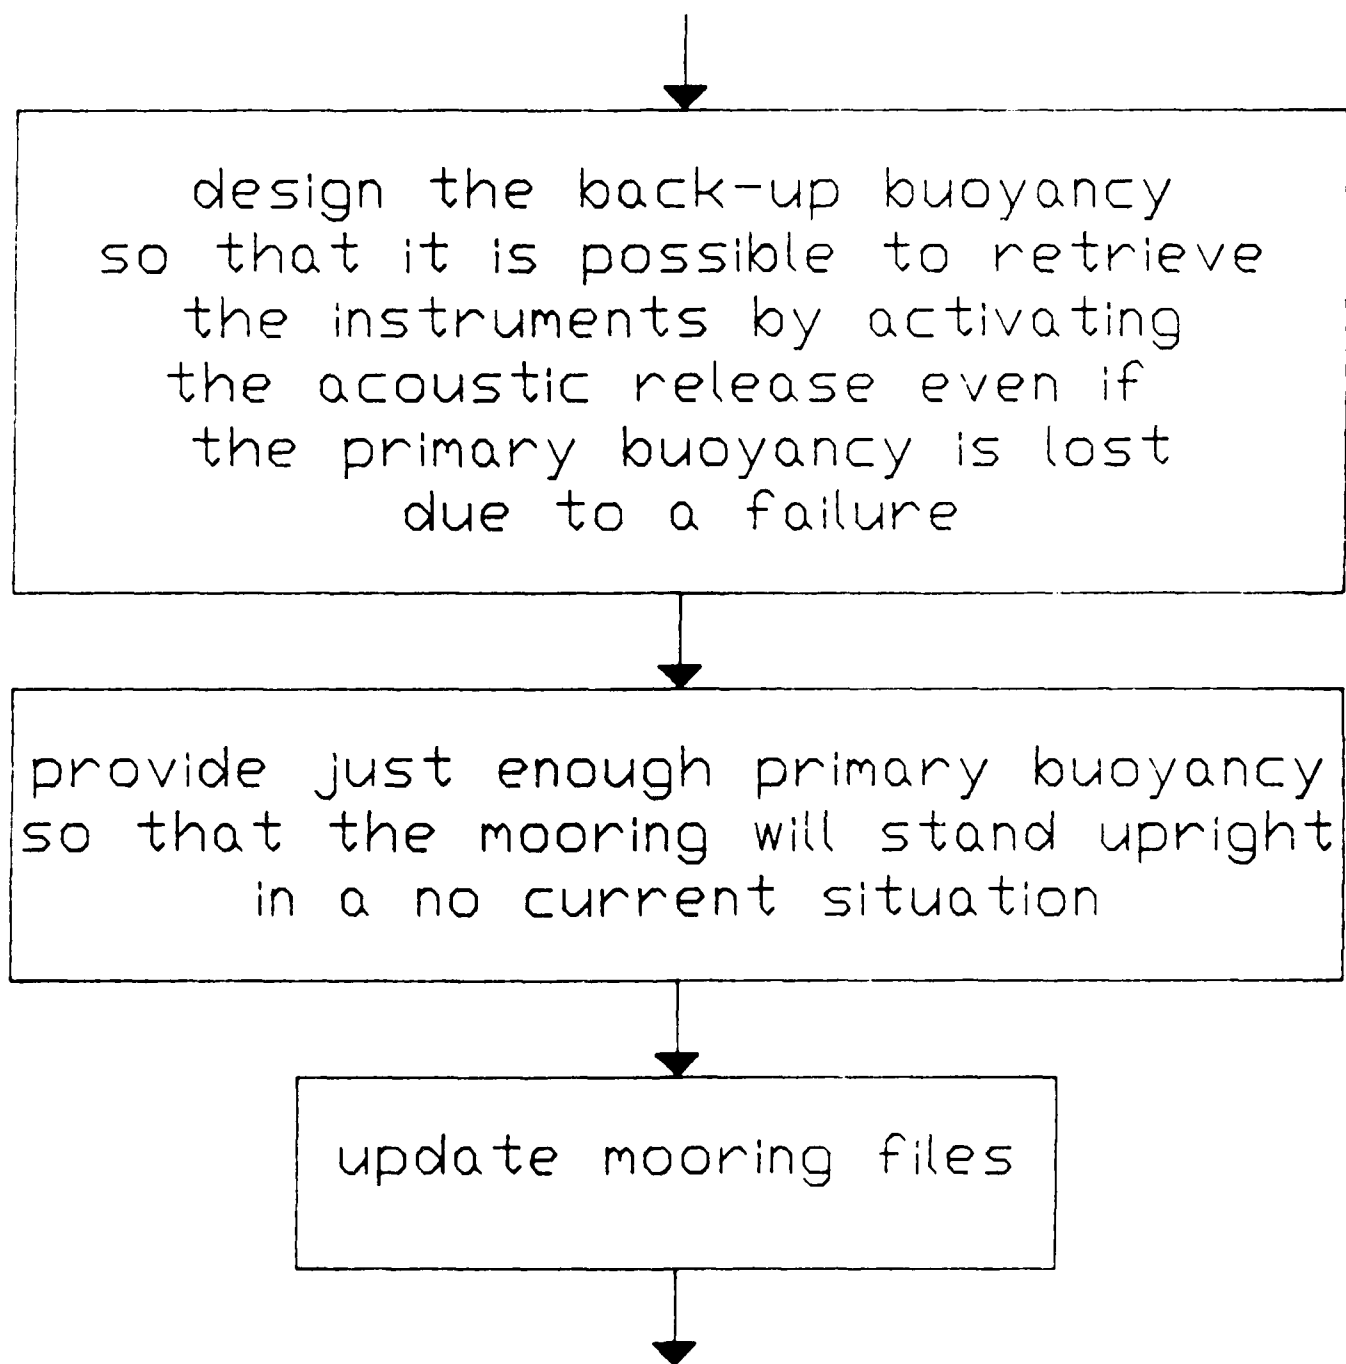 design the back-up buoyancy
so that it is possible to retrieve
the instruments by activating
the acoustic release even if
the primary buoyancy is lost
due to a failure
provide just enough primary buoyancy
so that the mooring will stand upright
in a no current situation
update mooring files